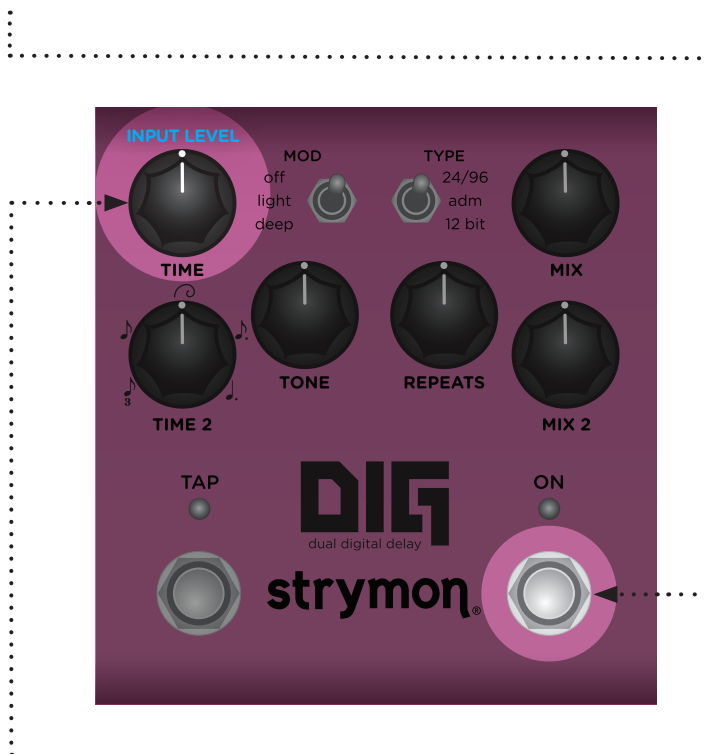 INPUT LEVEL
MOD
TYPE
off
24/96
light
adm
deep
12 bit
TIME
MIX
3
TONE
REPEATS
TIME 2
MIX 2
TAP
ON
DIG
dual digital delay
strymon®